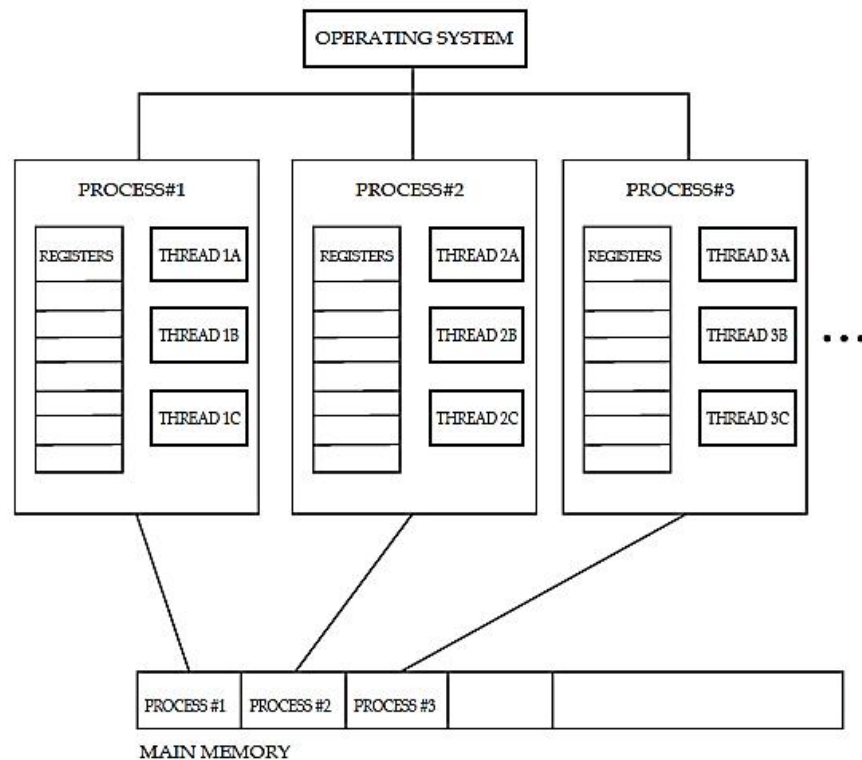 OPERATING SYSTEM
PROCESS#1
PROCESS#2
PROCESS#3
REGISTERS
THREAD 1A
THREAD 1B
THREAD 1C
REGISTERS
THREAD 2A
THREAD 2B
THREAD 2C
REGISTERS
THREAD 3A
THREAD 3B
THREAD 3C
...
PROCESS #1
PROCESS #2
PROCESS #3
MAIN MEMORY